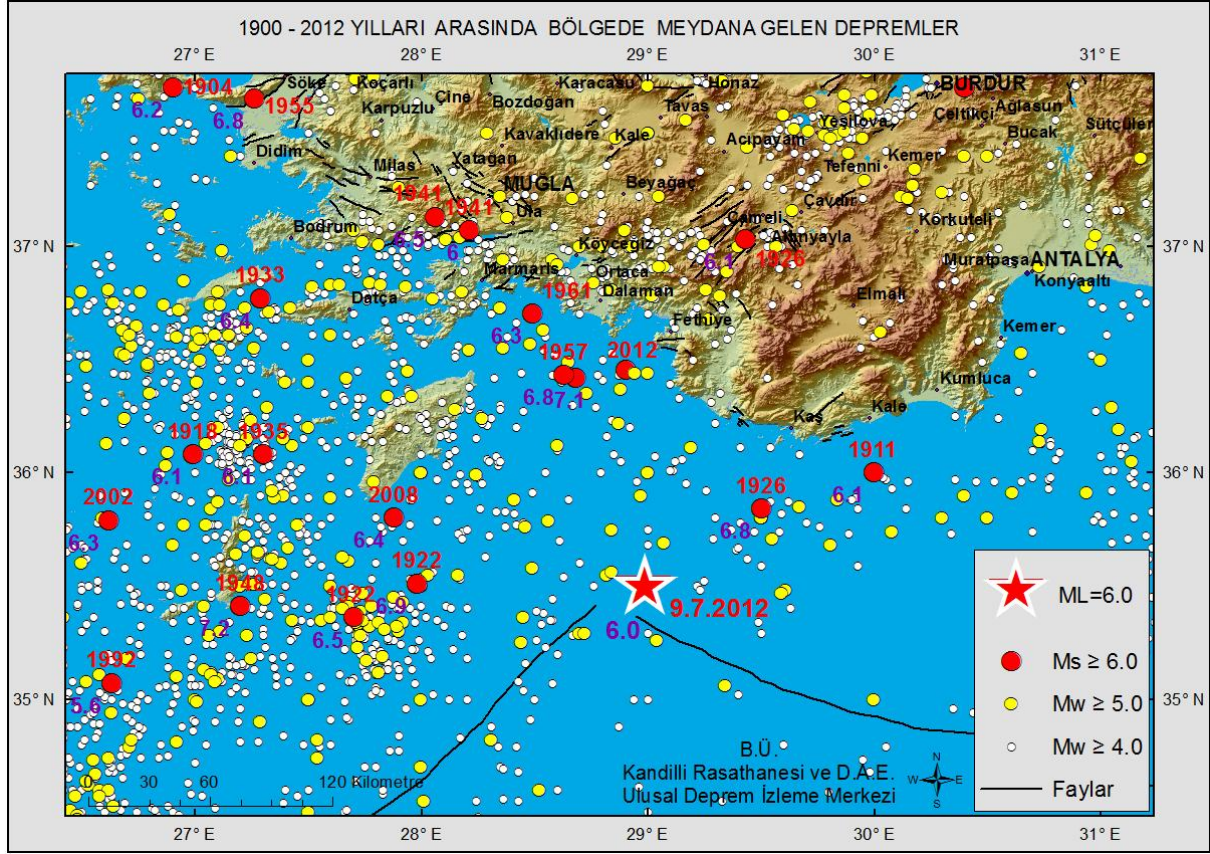 1900 - 2012 YILLARI ARASINDA BÖLGEDE MEYDANA GELEN DEPREMLER
27° E 28° E 29° E 30° E 31° E
1904
6.2
1955
6.8
Söke
Koçarlı
Karpuzlu
Çine
Bozdoğan
Karacasu
Tavas
Honaz
BURDUR
Çeltikçi
Ağlasun
Bucak
Sütçüler
Didim
Milas
Yatağan
Kavaklıdere
Kale
Acıpayam
Yeşilova
Tefenni
Kemer
MUĞLA
Ula
Beyağaç
Çameli
Çavdır
Altınyayla
Korkuteli
1941
6.5
1941
6
Bodrum
37° N
37° N
Marmaris
Köyceğiz
Ortaca
Dalaman
6.1
1926
Muratpaşa
ANTALYA
Konyaaltı
1933
6.4
Datça
1961
6.3
Fethiye
Elmalı
Kemer
1957
6.8
7.1
2012
Kumluca
Kaş
Kale
1918
6.1
1935
6.1
36° N
36° N
1911
6.1
2002
6.3
2008
6.4
1926
6.8
1922
6.9
1948
7.2
1922
6.5
9.7.2012
6.0
1992
5.6
35° N
35° N
ML=6.0
Ms ≥ 6.0
Mw ≥ 5.0
Mw ≥ 4.0
Faylar
B.Ü.
Kandilli Rasathanesi ve D.A.E.
Ulusal Deprem İzleme Merkezi
N
W E
S
0 30 60 120 Kilometre
27° E 28° E 29° E 30° E 31° E